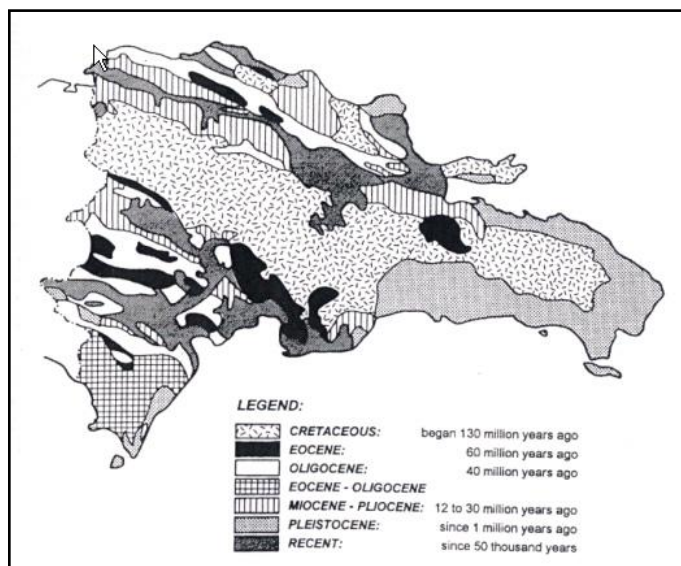 LEGEND:
CRETACEOUS: began 130 million years ago
EOCENE: 60 million years ago
OLIGOCENE: 40 million years ago
EOCENE - OLIGOCENE
MIOCENE - PLIOCENE: 12 to 30 million years ago
PLEISTOCENE: since 1 million years ago
RECENT: since 50 thousand years